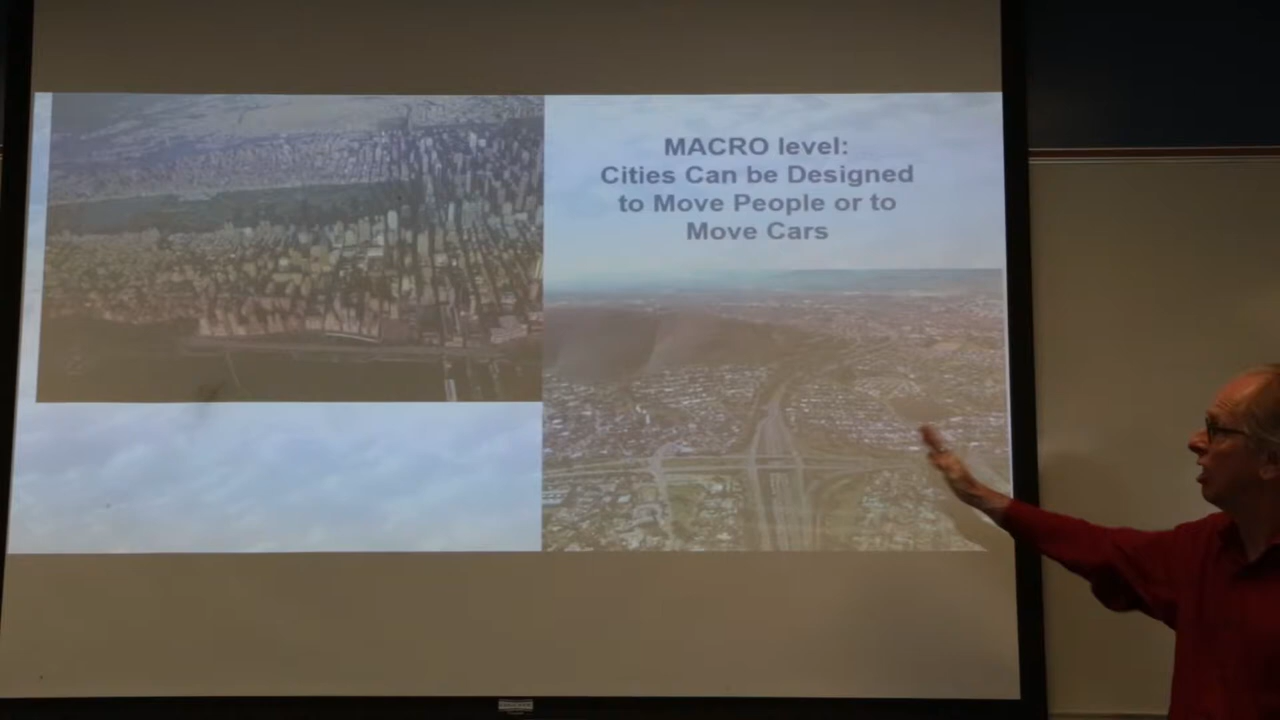 MACRO level:
Cities Can be Designed
to Move People or to
Move Cars